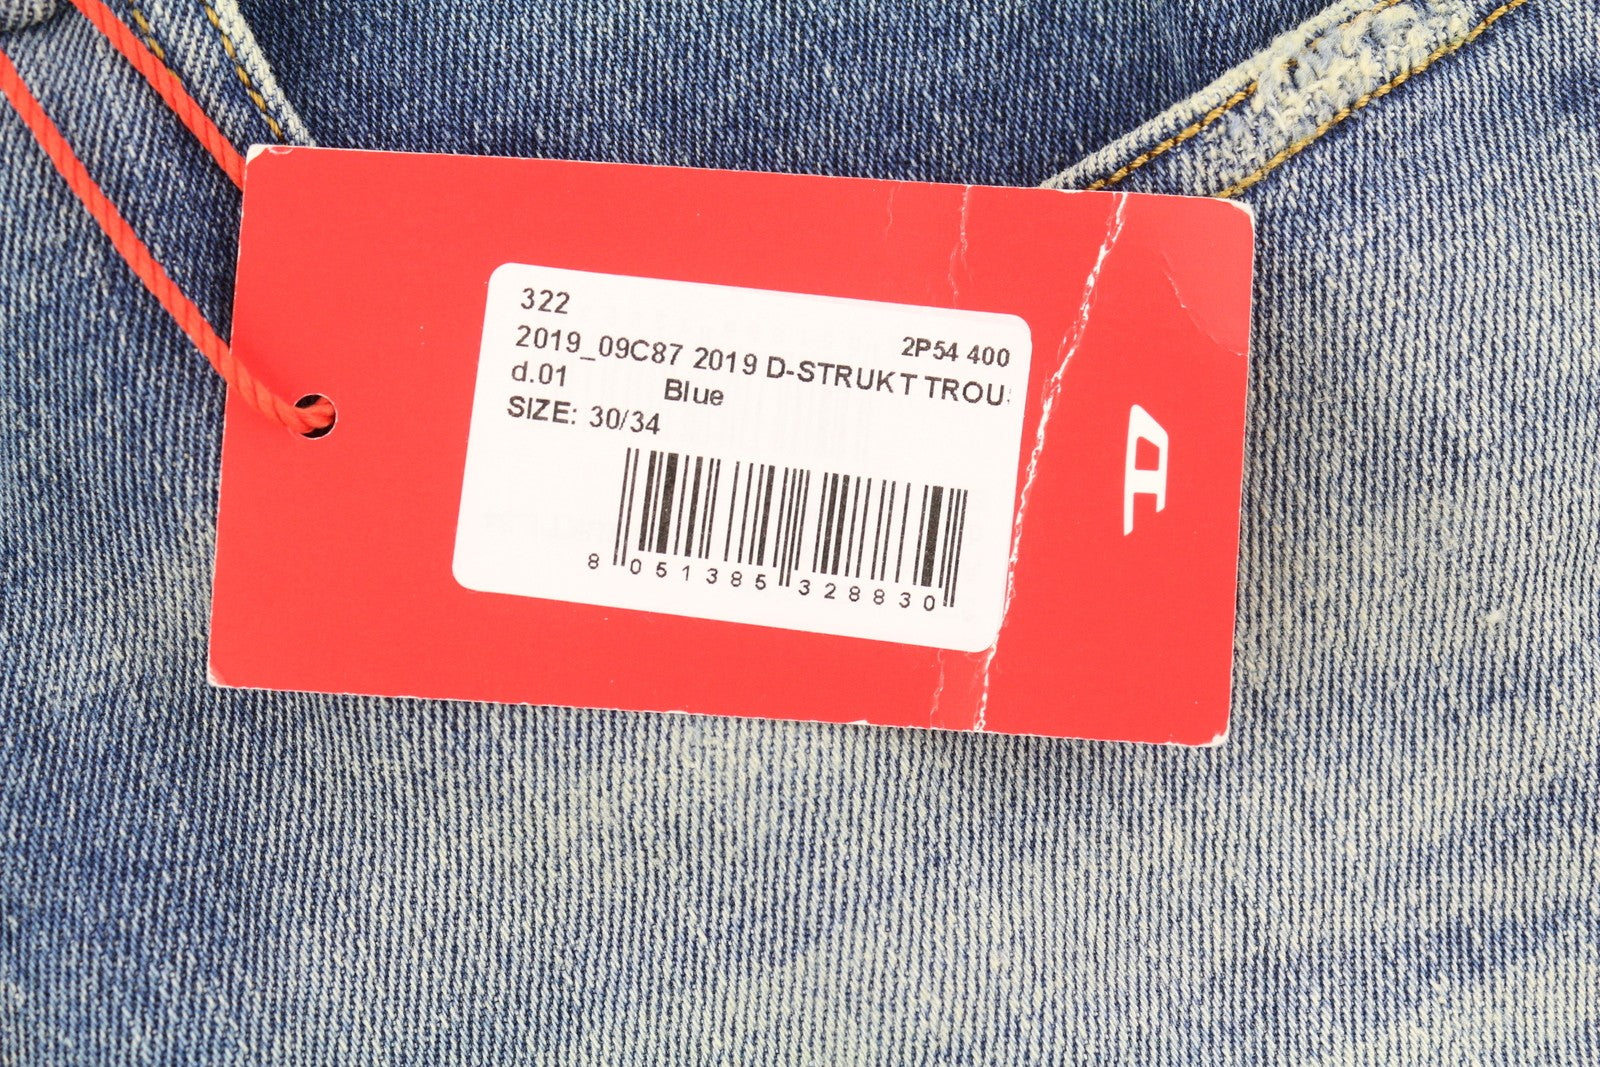 322
2P54 400
2019_09C87 2019 D-STRUKT TROU
d.01 Blue
SIZE: 30/34
8 051385 328830
D